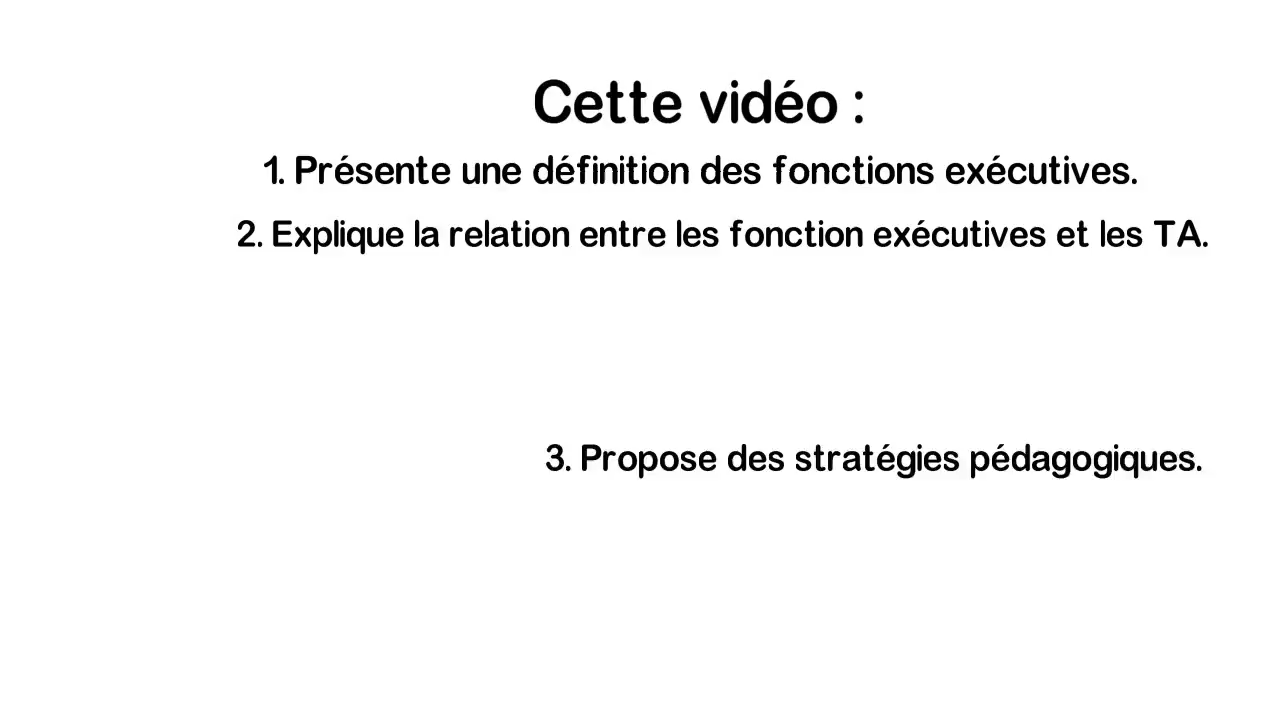 Cette vidéo :
1. Présente une définition des fonctions exécutives.
2. Explique la relation entre les fonction exécutives et les TA.
3. Propose des stratégies pédagogiques.